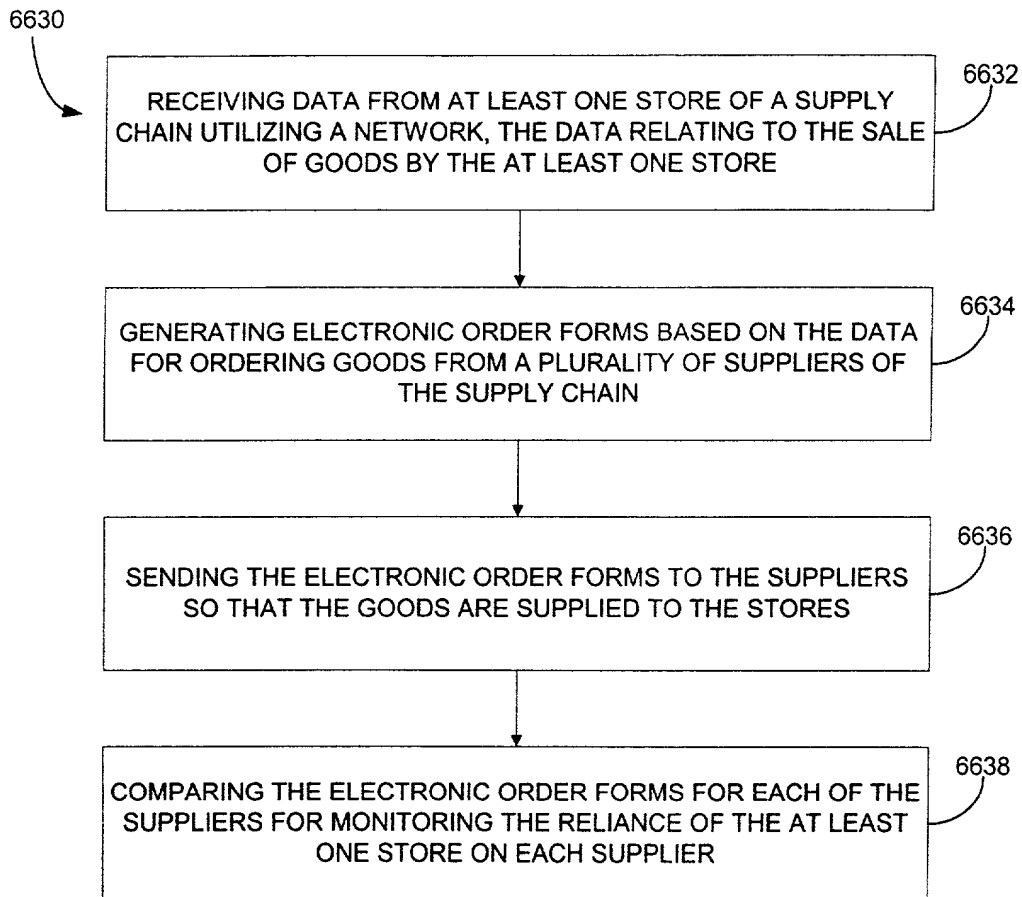 6630
6632
RECEIVING DATA FROM AT LEAST ONE STORE OF A SUPPLY
CHAIN UTILIZING A NETWORK, THE DATA RELATING TO THE SALE
OF GOODS BY THE AT LEAST ONE STORE
6634
GENERATING ELECTRONIC ORDER FORMS BASED ON THE DATA
FOR ORDERING GOODS FROM A PLURALITY OF SUPPLIERS OF
THE SUPPLY CHAIN
6636
SENDING THE ELECTRONIC ORDER FORMS TO THE SUPPLIERS
SO THAT THE GOODS ARE SUPPLIED TO THE STORES
6638
COMPARING THE ELECTRONIC ORDER FORMS FOR EACH OF THE
SUPPLIERS FOR MONITORING THE RELIANCE OF THE AT LEAST
ONE STORE ON EACH SUPPLIER